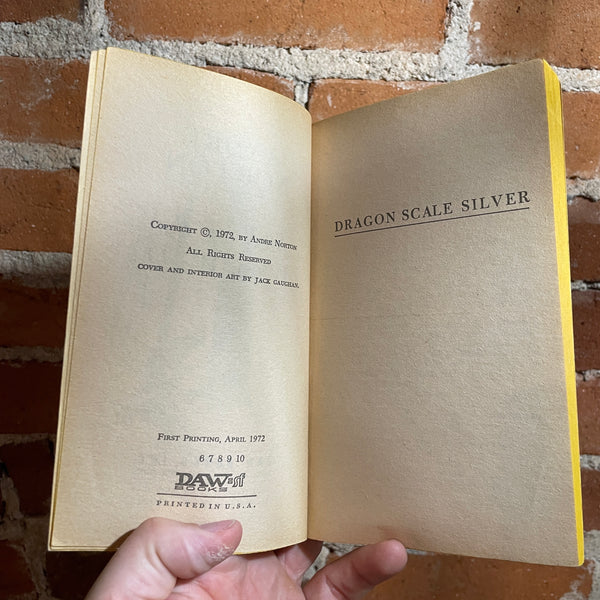 Copyright ©, 1972, by Andre Norton
All Rights Reserved
Cover and interior art by Jack Gaughan.
First Printing, April 1972
6 7 8 9 10
DAW=sf
BOOKS
PRINTED IN U.S.A.
DRAGON SCALE SILVER